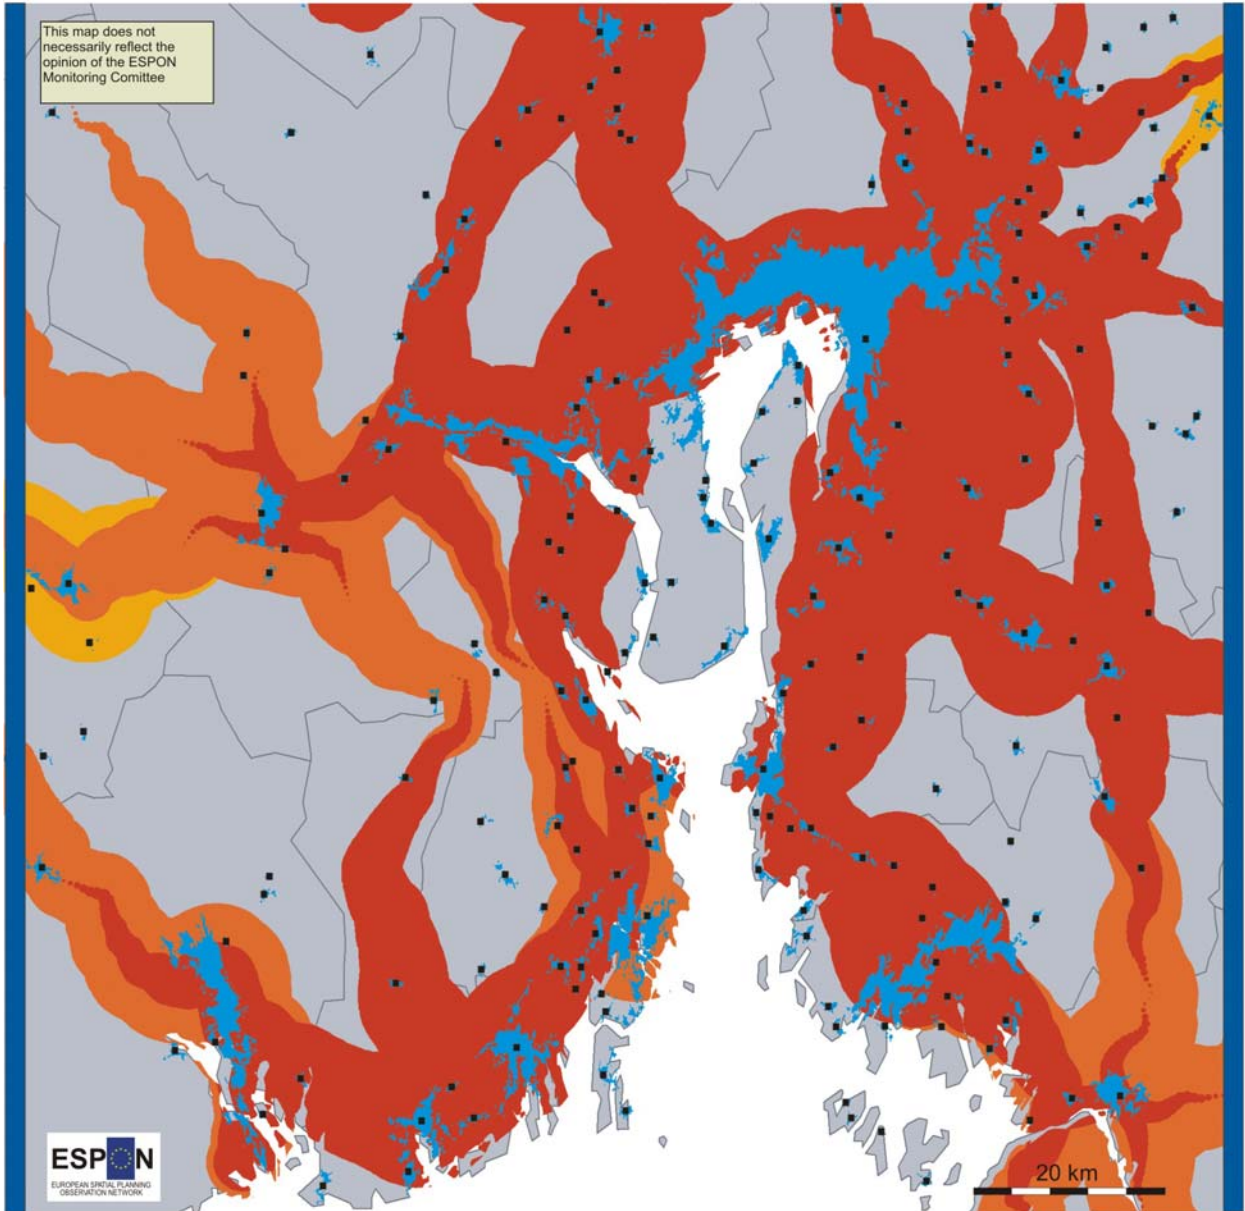 This map does not
necessarily reflect the
opinion of the ESPON
Monitoring Comittee
ESPON
EUROPEAN SPATIAL PLANNING
OBSERVATION NETWORK
20 km